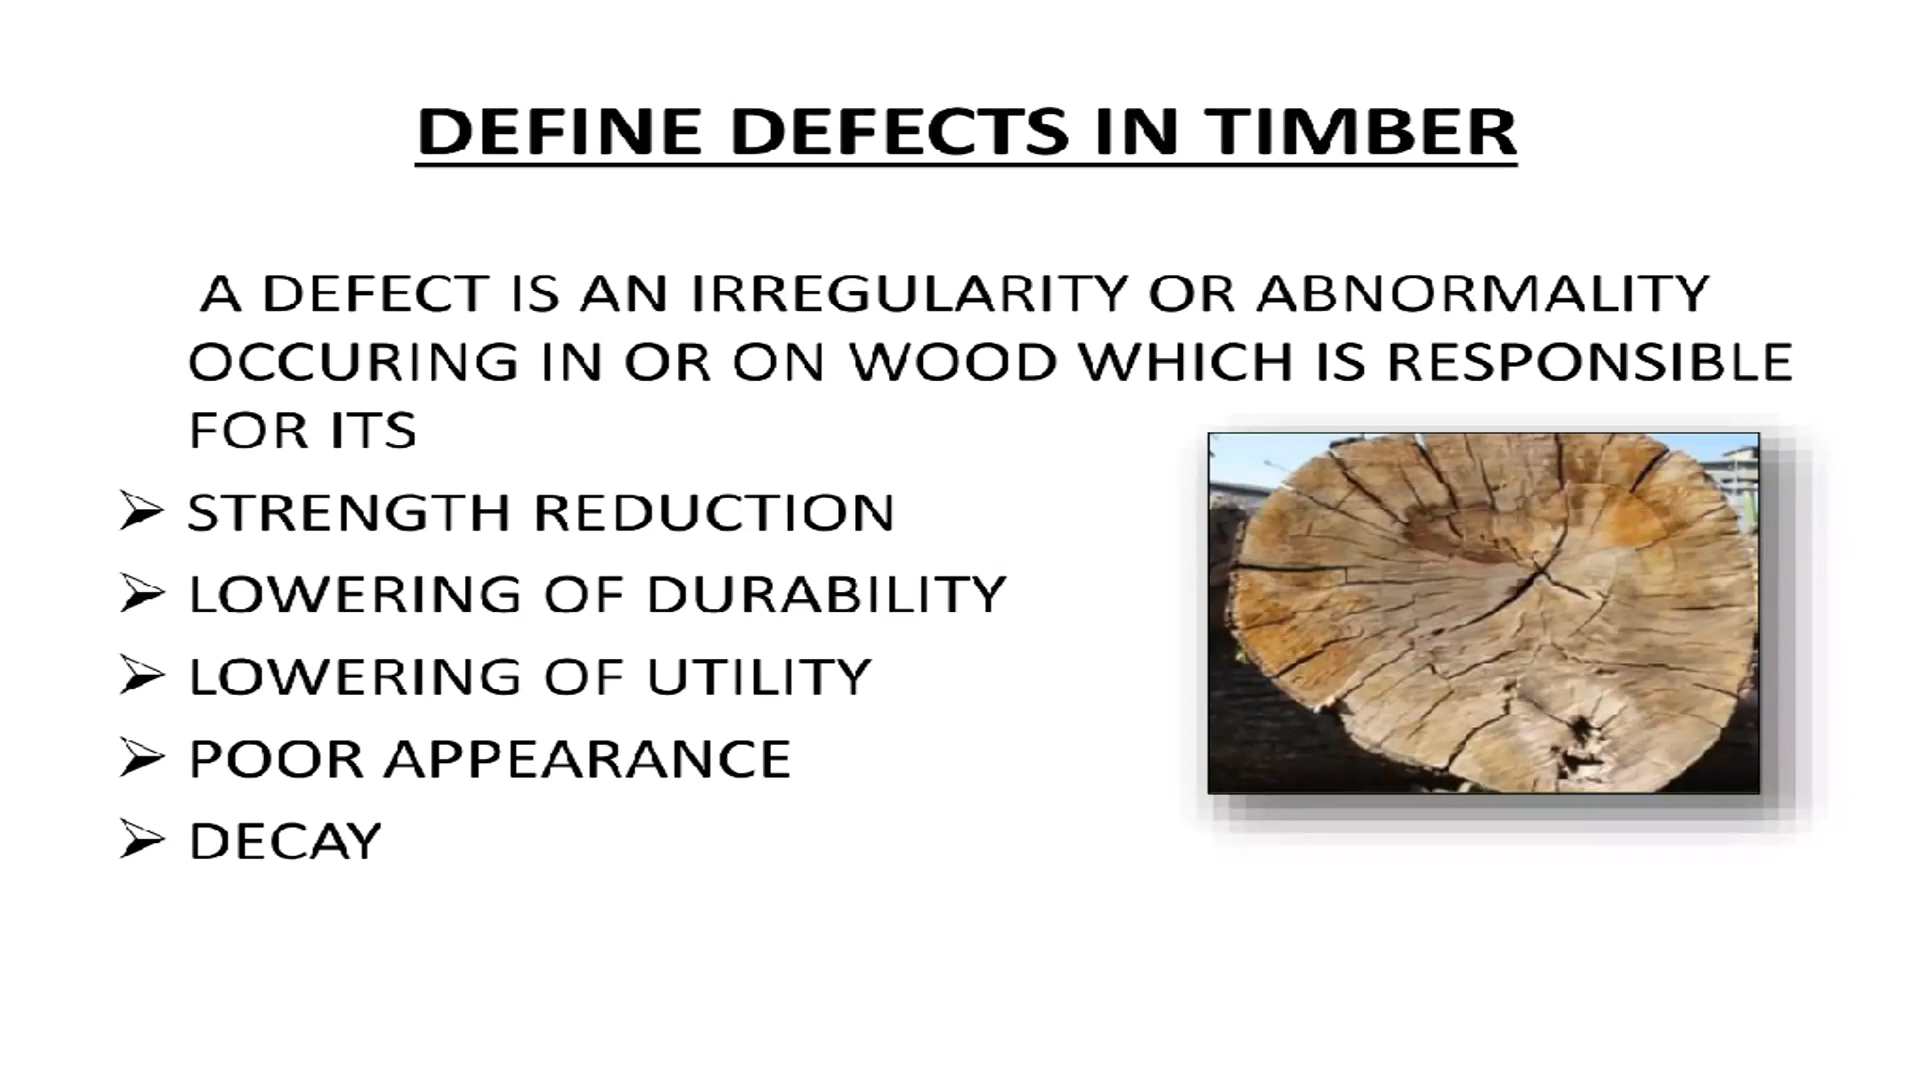 DEFINE DEFECTS IN TIMBER
A DEFECT IS AN IRREGULARITY OR ABNORMALITY
OCCURING IN OR ON WOOD WHICH IS RESPONSIBLE
FOR ITS
➢ STRENGTH REDUCTION
➢ LOWERING OF DURABILITY
➢ LOWERING OF UTILITY
➢ POOR APPEARANCE
➢ DECAY